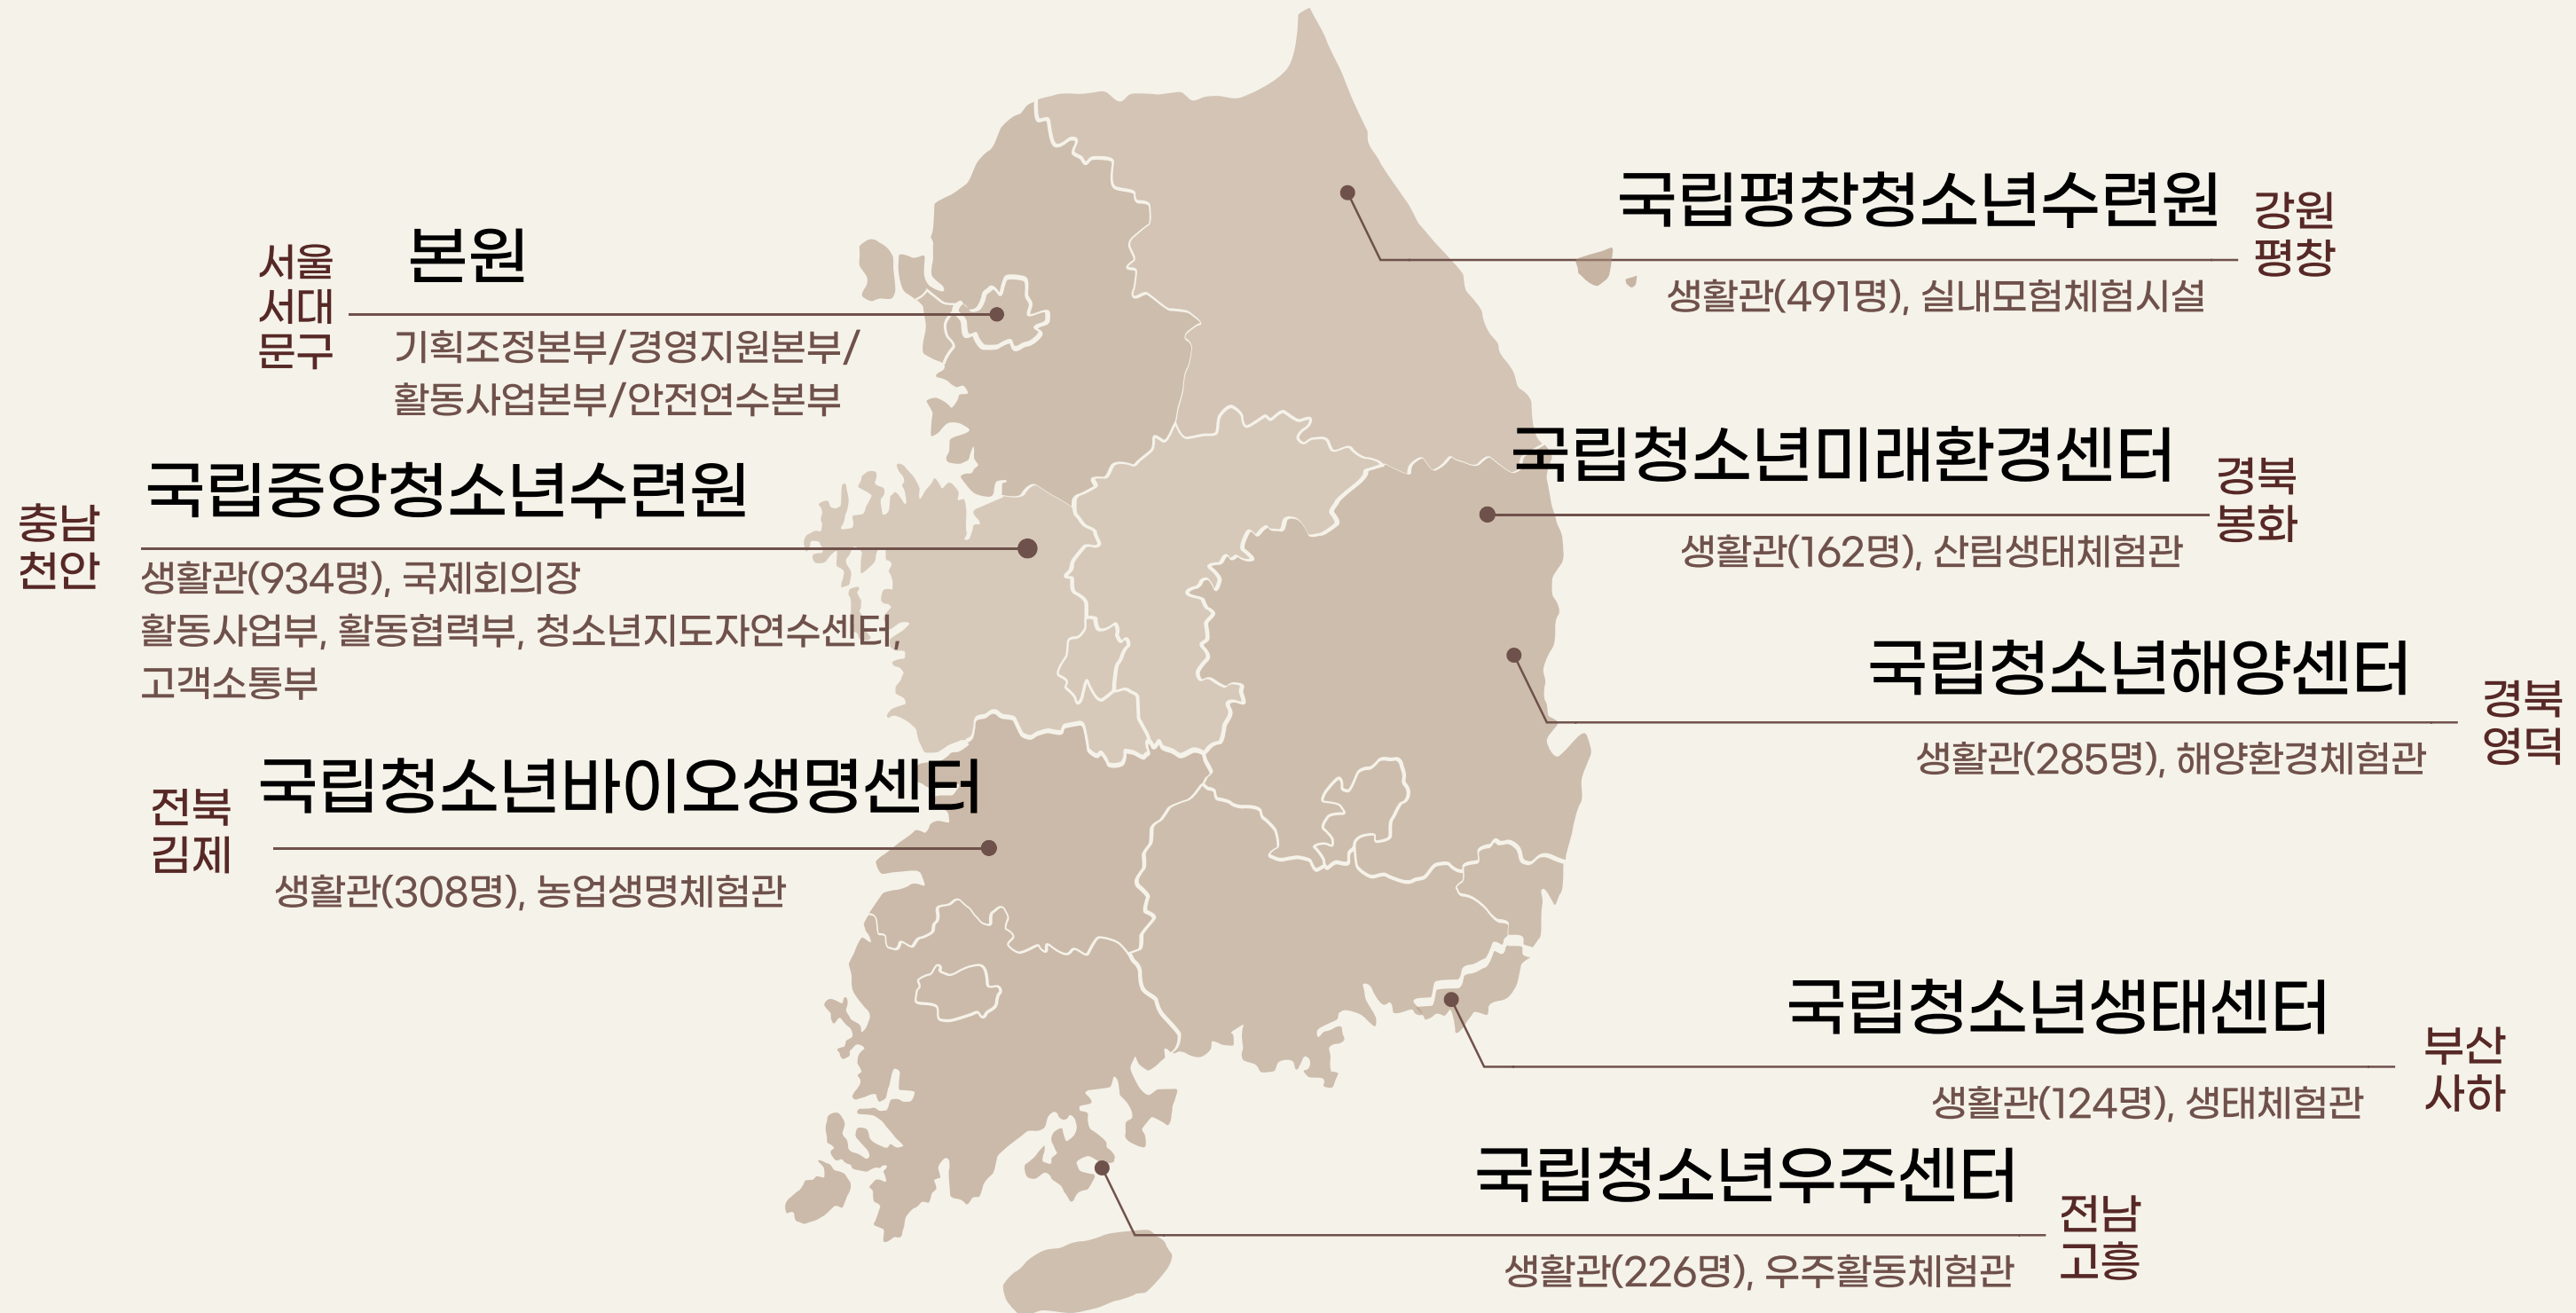 서울
서대
문구
본원
기획조정본부/경영지원본부/
활동사업본부/안전연수본부
충남
천안
국립중앙청소년수련원
생활관(934명), 국제회의장
활동사업부, 활동협력부, 청소년지도자연수센터,
고객소통부
전북
김제
국립청소년바이오생명센터
생활관(308명), 농업생명체험관
국립평창청소년수련원
생활관(491명), 실내모험체험시설
강원
평창
국립청소년미래환경센터
생활관(162명), 산림생태체험관
경북
봉화
국립청소년해양센터
생활관(285명), 해양환경체험관
경북
영덕
국립청소년생태센터
생활관(124명), 생태체험관
부산
사하
국립청소년우주센터
생활관(226명), 우주활동체험관
전남
고흥